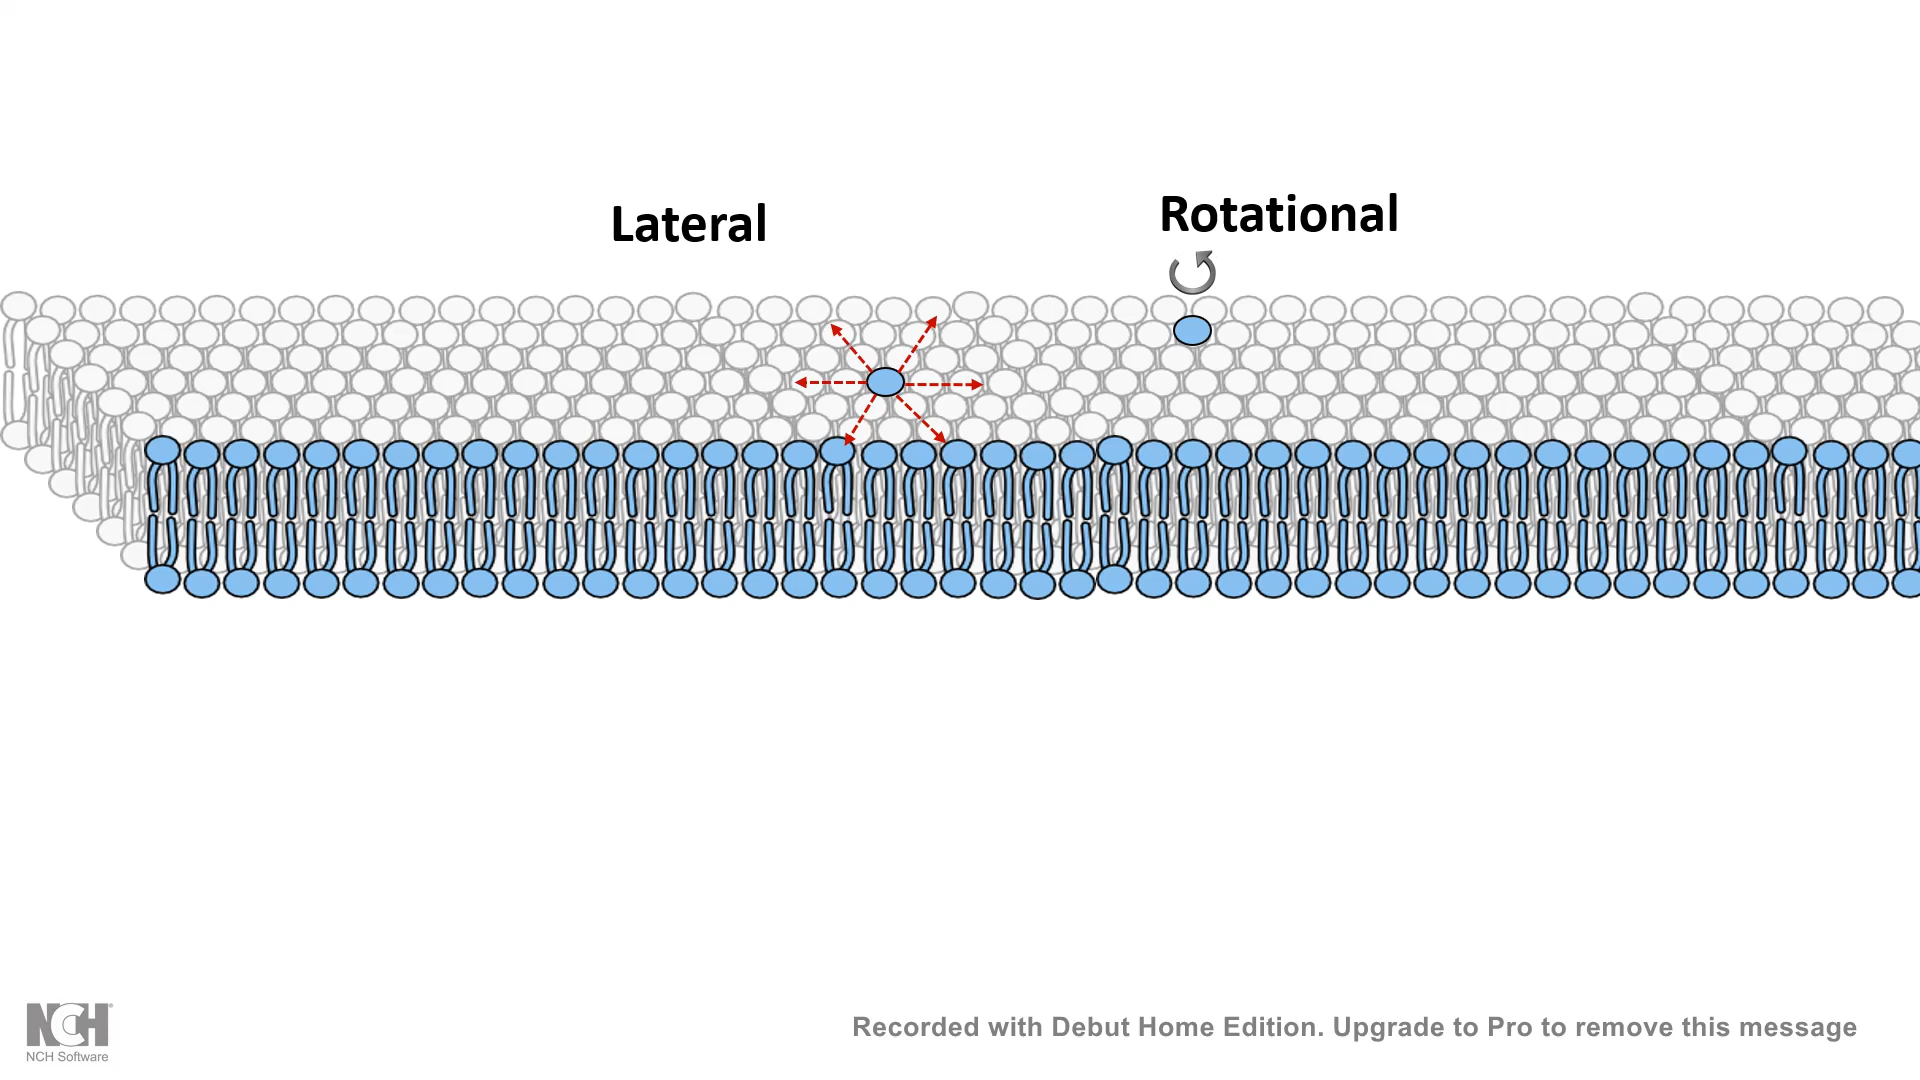 Lateral
Rotational
NCH®
NCH Software
Recorded with Debut Home Edition. Upgrade to Pro to remove this message